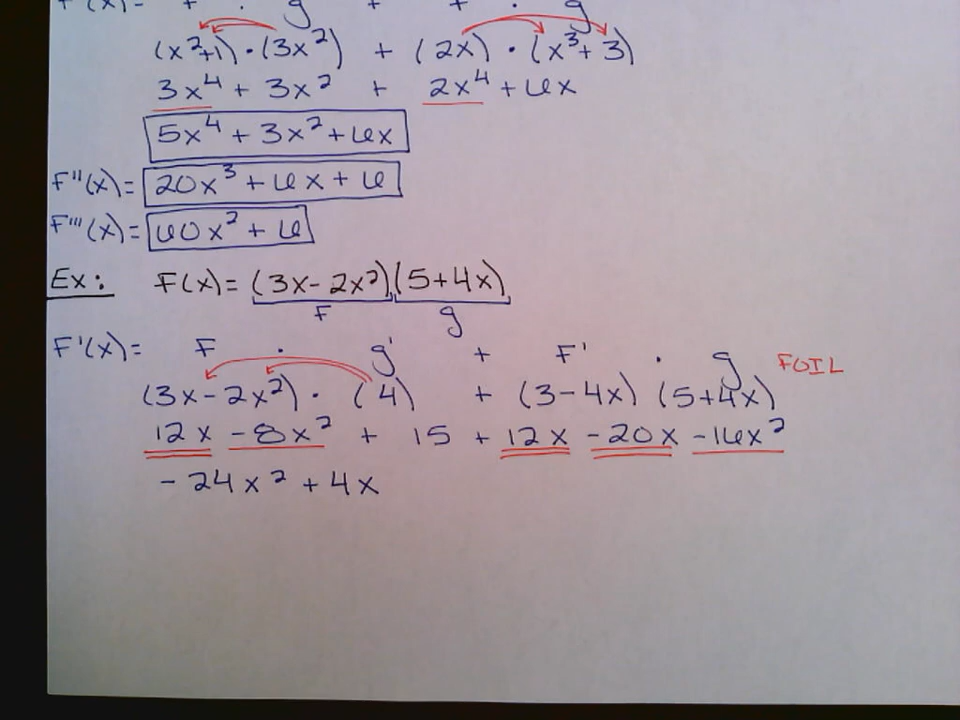 F'(x)= F · g' + F' · g
(x²+1) · (3x²) + (2x) · (x³+3)
3x⁴ + 3x² + 2x⁴ + 6x
5x⁴ + 3x² + 6x
F''(x)= 20x³ + 6x + 6
F'''(x)= 60x² + 6
Ex: F(x)= (3x-2x²)(5+4x)
F g
F'(x)= F · g' + F' · g FOIL
(3x-2x²) · (4) + (3-4x) (5+4x)
12x -8x² + 15 + 12x -20x -16x²
-24x² + 4x